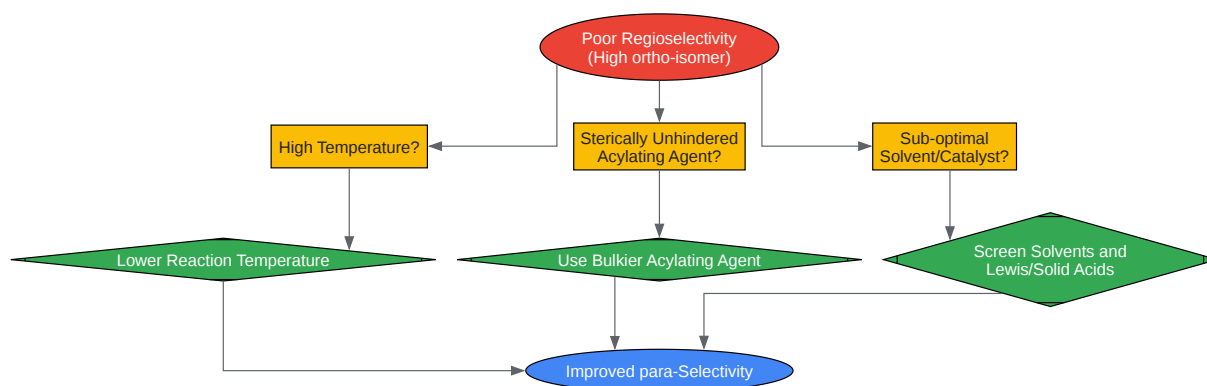 Poor Regioselectivity
(High ortho-isomer)
High Temperature?
Sterically Unhindered
Acylating Agent?
Sub-optimal
Solvent/Catalyst?
Lower Reaction Temperature
Use Bulkier Acylating Agent
Screen Solvents and
Lewis/Solid Acids
Improved para-Selectivity